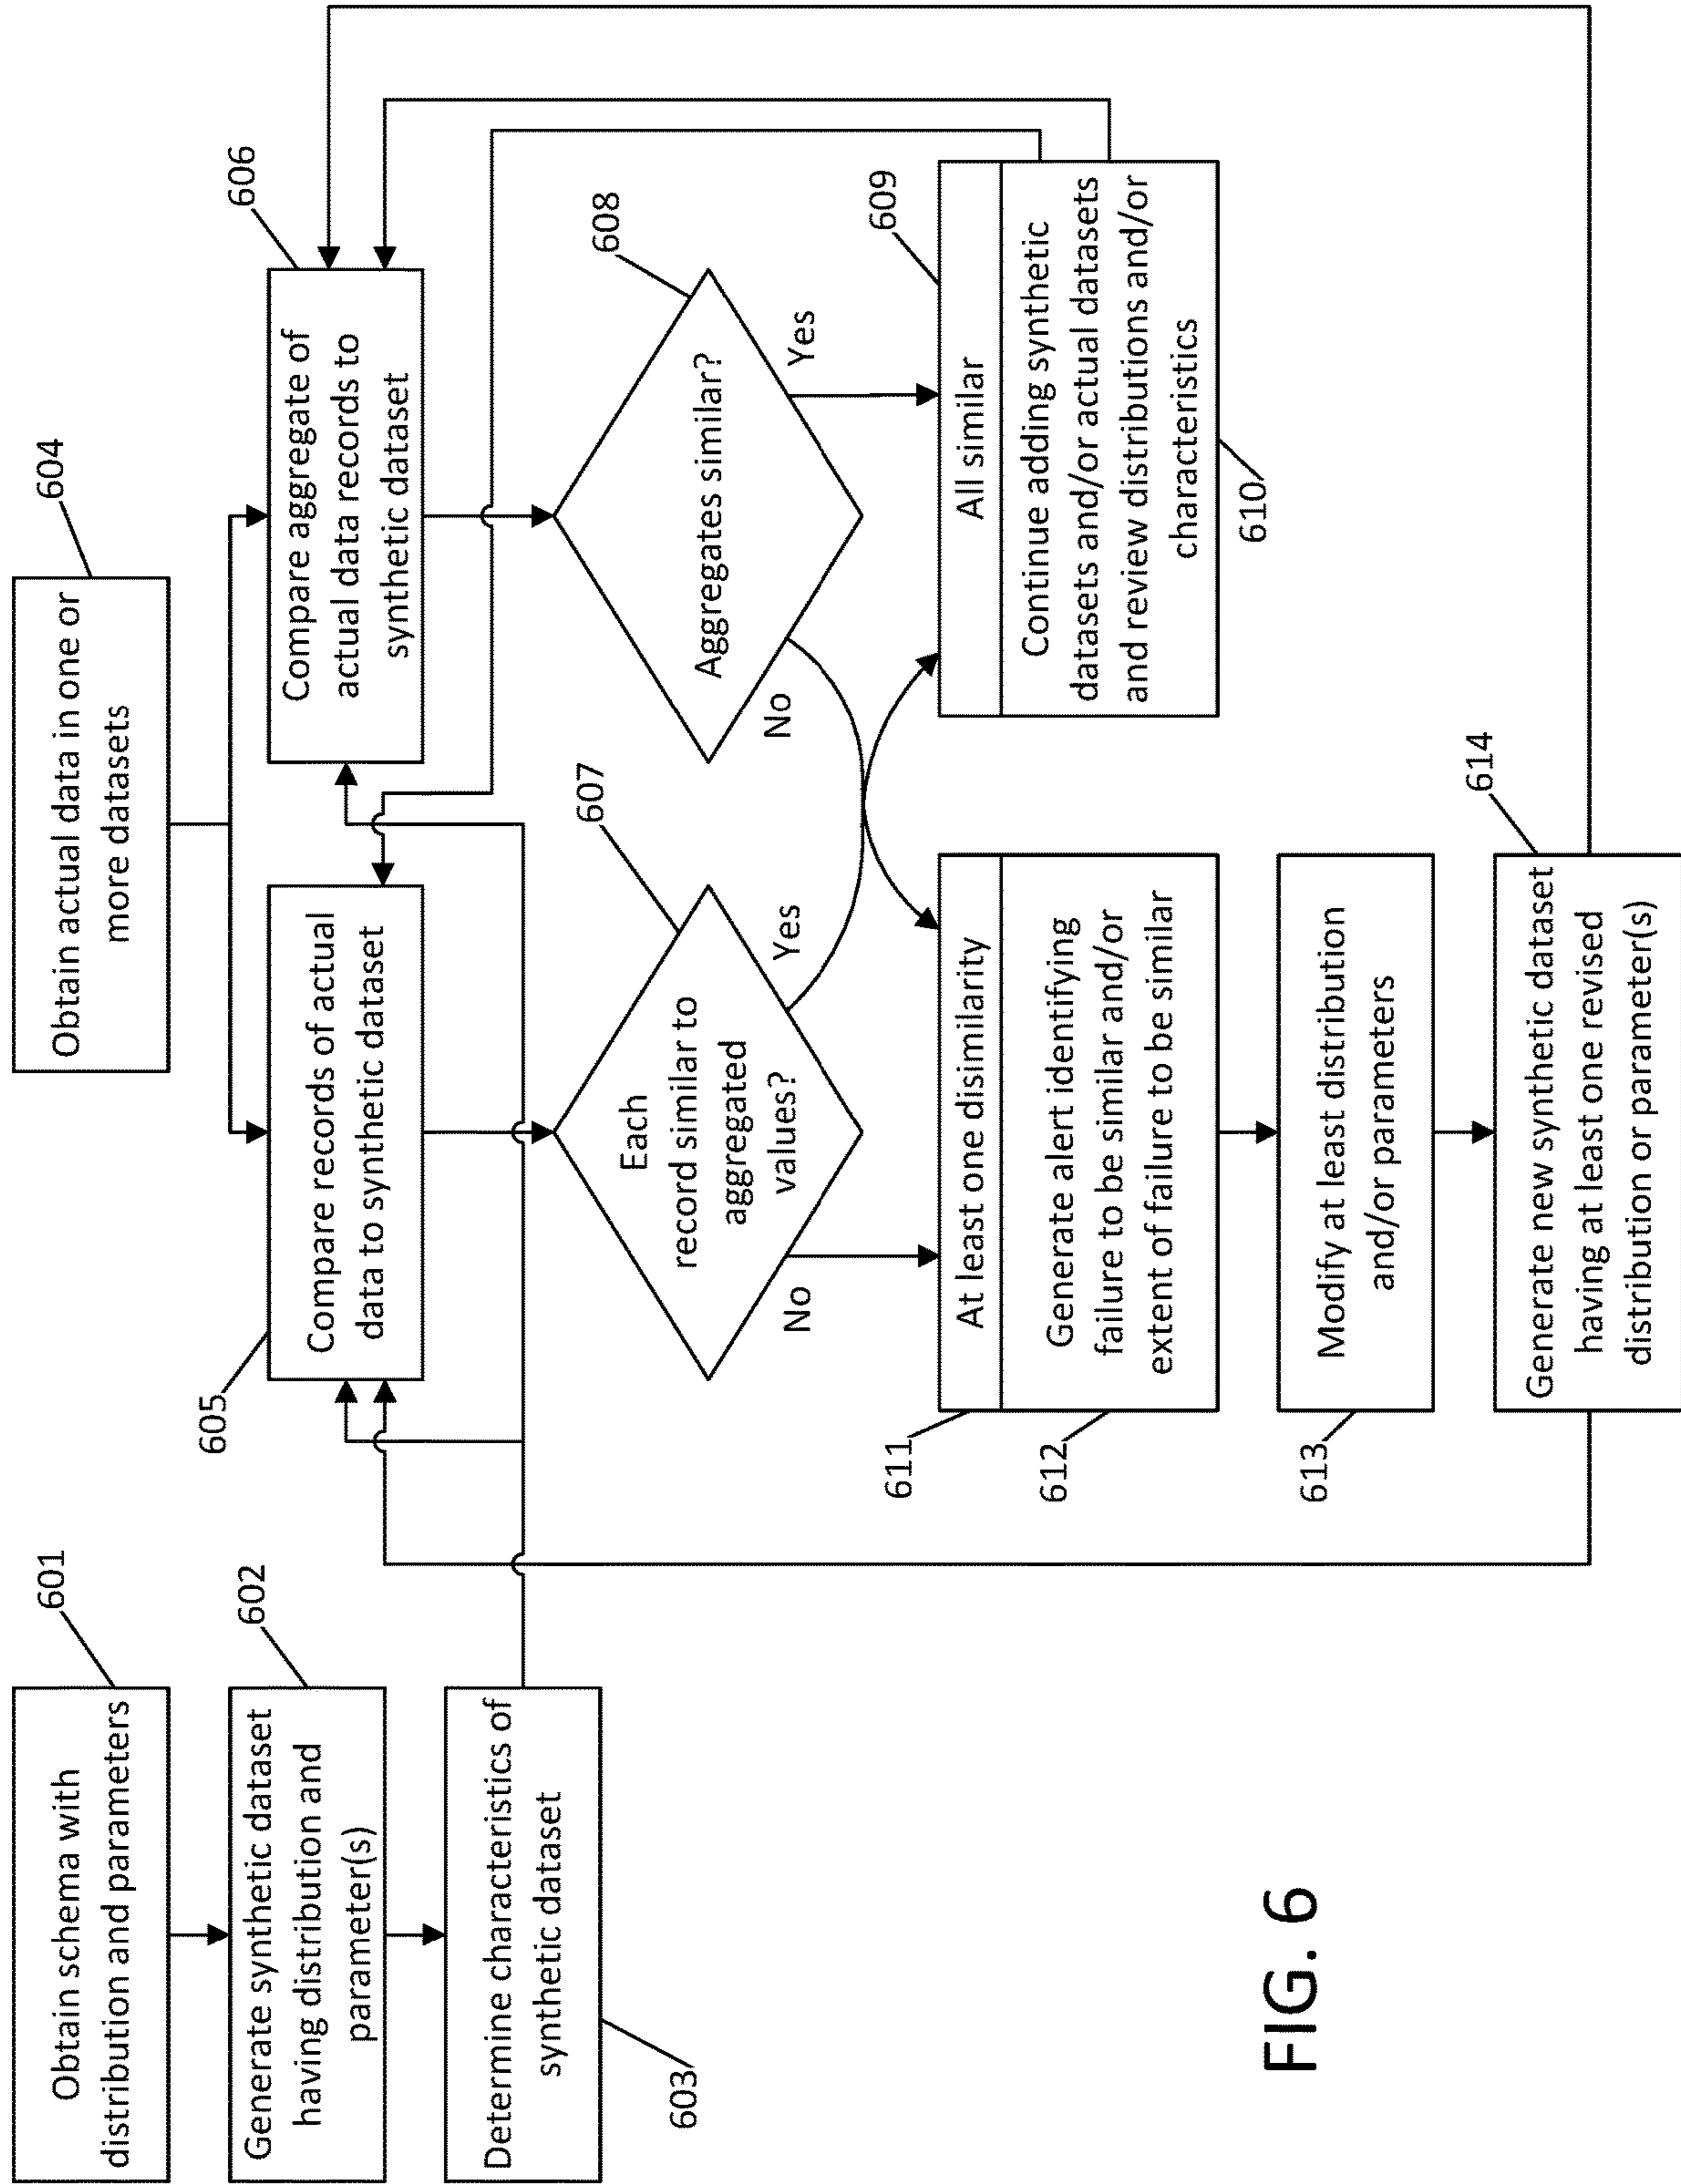 601
Obtain schema with
distribution and parameters
602
Generate synthetic dataset
having distribution and
parameter(s)
Determine characteristics of
synthetic dataset
603
604
Obtain actual data in one or
more datasets
605
Compare records of actual
data to synthetic dataset
606
Compare aggregate of
actual data records to
synthetic dataset
607
Each
record similar to
aggregated
values?
No
Yes
608
Aggregates similar?
No
Yes
611
At least one disimilarity
612
Generate alert identifying
failure to be similar and/or
extent of failure to be similar
609
All similar
Continue adding synthetic
datasets and/or actual datasets
and review distributions and/or
characteristics
610
613
Modify at least distribution
and/or parameters
614
Generate new synthetic dataset
having at least one revised
distribution or parameter(s)
FIG. 6